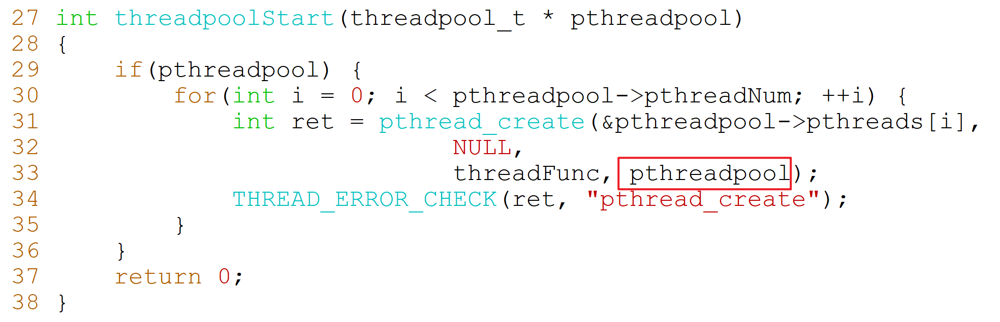 27 int threadpoolStart(threadpool_t * pthreadpool)
28 {
29     if(pthreadpool) {
30         for(int i = 0; i < pthreadpool->pthreadNum; ++i) {
31             int ret = pthread_create(&pthreadpool->pthreads[i],
32                            NULL,
33                            threadFunc, pthreadpool);
34             THREAD_ERROR_CHECK(ret, "pthread_create");
35         }
36     }
37     return 0;
38 }